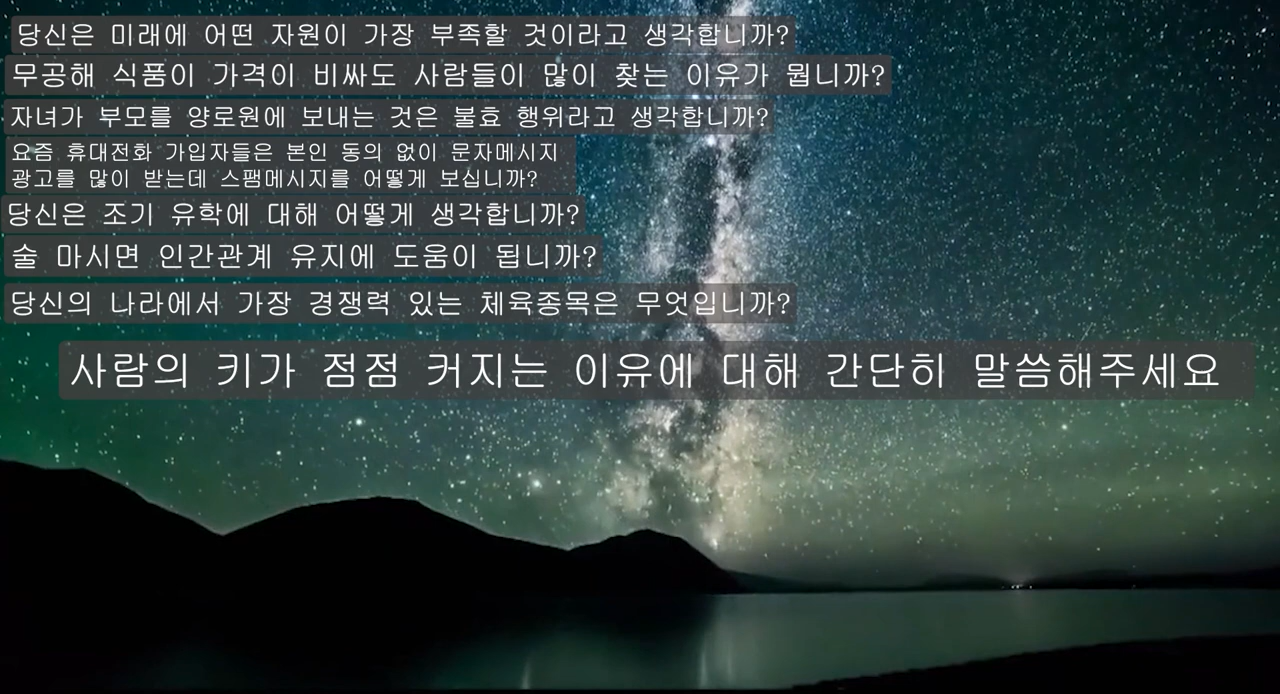 당신은 미래에 어떤 자원이 가장 부족할 것이라고 생각합니까?
무공해 식품이 가격이 비싸도 사람들이 많이 찾는 이유가 뭡니까?
자녀가 부모를 양로원에 보내는 것은 불효 행위라고 생각합니까?
요즘 휴대전화 가입자들은 본인 동의 없이 문자메시지
광고를 많이 받는데 스팸메시지를 어떻게 보십니까?
당신은 조기 유학에 대해 어떻게 생각합니까?
술 마시면 인간관계 유지에 도움이 됩니까?
당신의 나라에서 가장 경쟁력 있는 체육종목은 무엇입니까?
사람의 키가 점점 커지는 이유에 대해 간단히 말씀해주세요